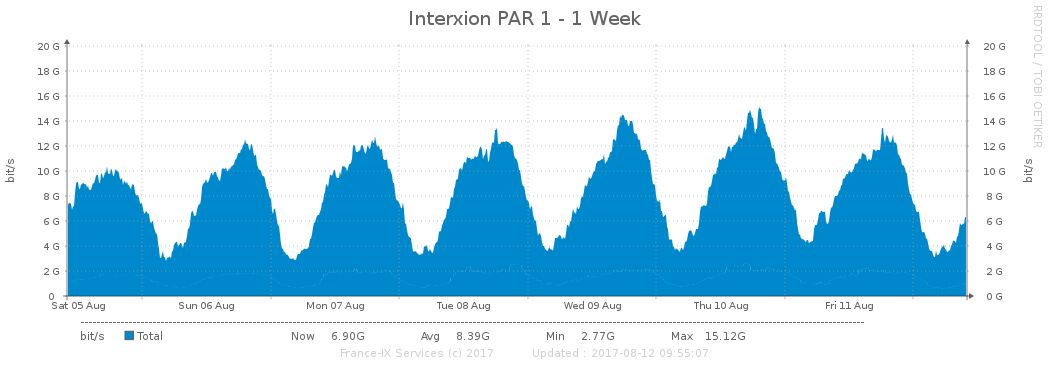 Interxion PAR 1 - 1 Week
RRDTOOL / TOBI OETIKER
20 G 20 G
18 G 18 G
16 G 16 G
14 G 14 G
12 G 12 G
10 G 10 G
8 G 8 G
6 G 6 G
4 G 4 G
2 G 2 G
0 0 G
bit/s
bit/s
Sat 05 Aug Sun 06 Aug Mon 07 Aug Tue 08 Aug Wed 09 Aug Thu 10 Aug Fri 11 Aug
bit/s Total Now 6.90G Avg 8.39G Min 2.77G Max 15.12G
France-IX Services (c) 2017 Updated : 2017-08-12 09:55:07